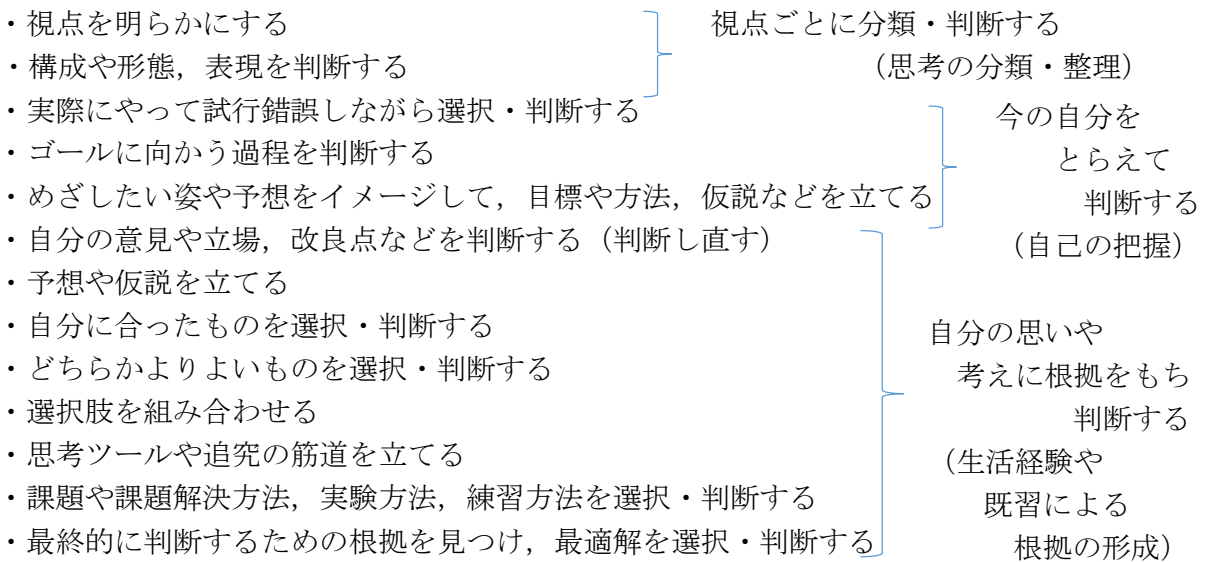 ・視点を明らかにする
・構成や形態，表現を判断する
・実際にやって試行錯誤しながら選択・判断する
・ゴールに向かう過程を判断する
・めざしたい姿や予想をイメージして，目標や方法，仮説などを立てる
・自分の意見や立場，改良点などを判断する（判断し直す）
・予想や仮説を立てる
・自分に合ったものを選択・判断する
・どちらかよりよいものを選択・判断する
・選択肢を組み合わせる
・思考ツールや追究の筋道を立てる
・課題や課題解決方法，実験方法，練習方法を選択・判断する
・最終的に判断するための根拠を見つけ，最適解を選択・判断する
視点ごとに分類・判断する
（思考の分類・整理）
今の自分を
とらえて
判断する
（自己の把握）
自分の思いや
考えに根拠をもち
判断する
（生活経験や
既習による
根拠の形成）